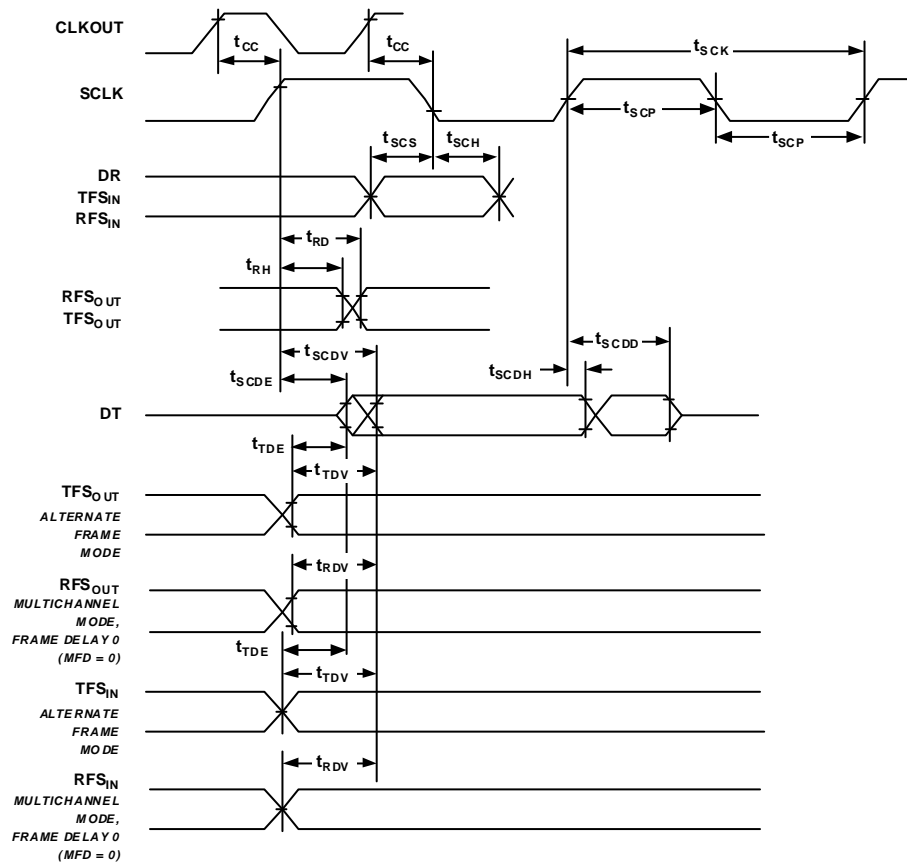 CLKOUT
tCC
tCC
tSCK
SCLK
tSCP
tSCP
tSCS
tSCH
DR
TFSIN
RFSIN
tRD
tRH
RFSOUT
TFSOUT
tSCDV
tSCDD
tSCDE
tSCDH
DT
tTDE
tTDV
TFSOUT
ALTERNATE
FRAME
MODE
tRDV
RFSOUT
MULTICHANNEL
MODE,
FRAME DELAY 0
(MFD = 0)
tTDE
tTDV
TFSIN
ALTERNATE
FRAME
MODE
tRDV
RFSIN
MULTICHANNEL
MODE,
FRAME DELAY 0
(MFD = 0)